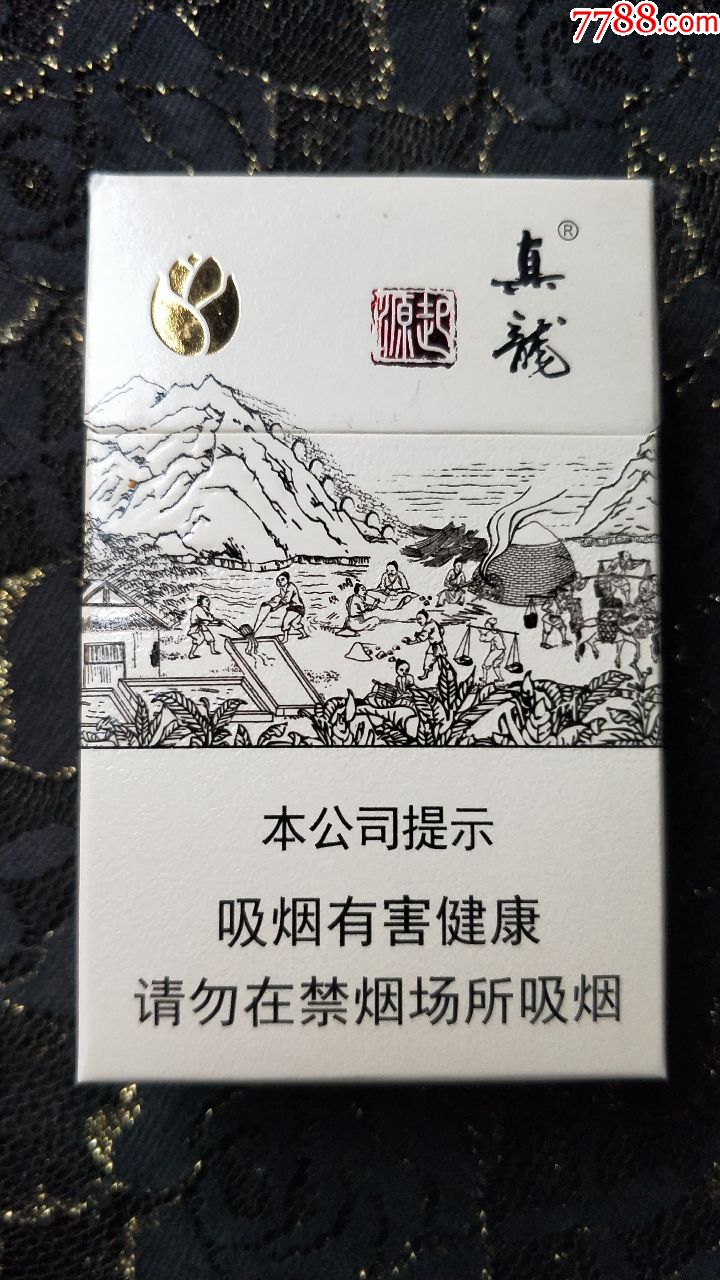 7788.com
真龍®
起源
本公司提示
吸烟有害健康
请勿在禁烟场所吸烟